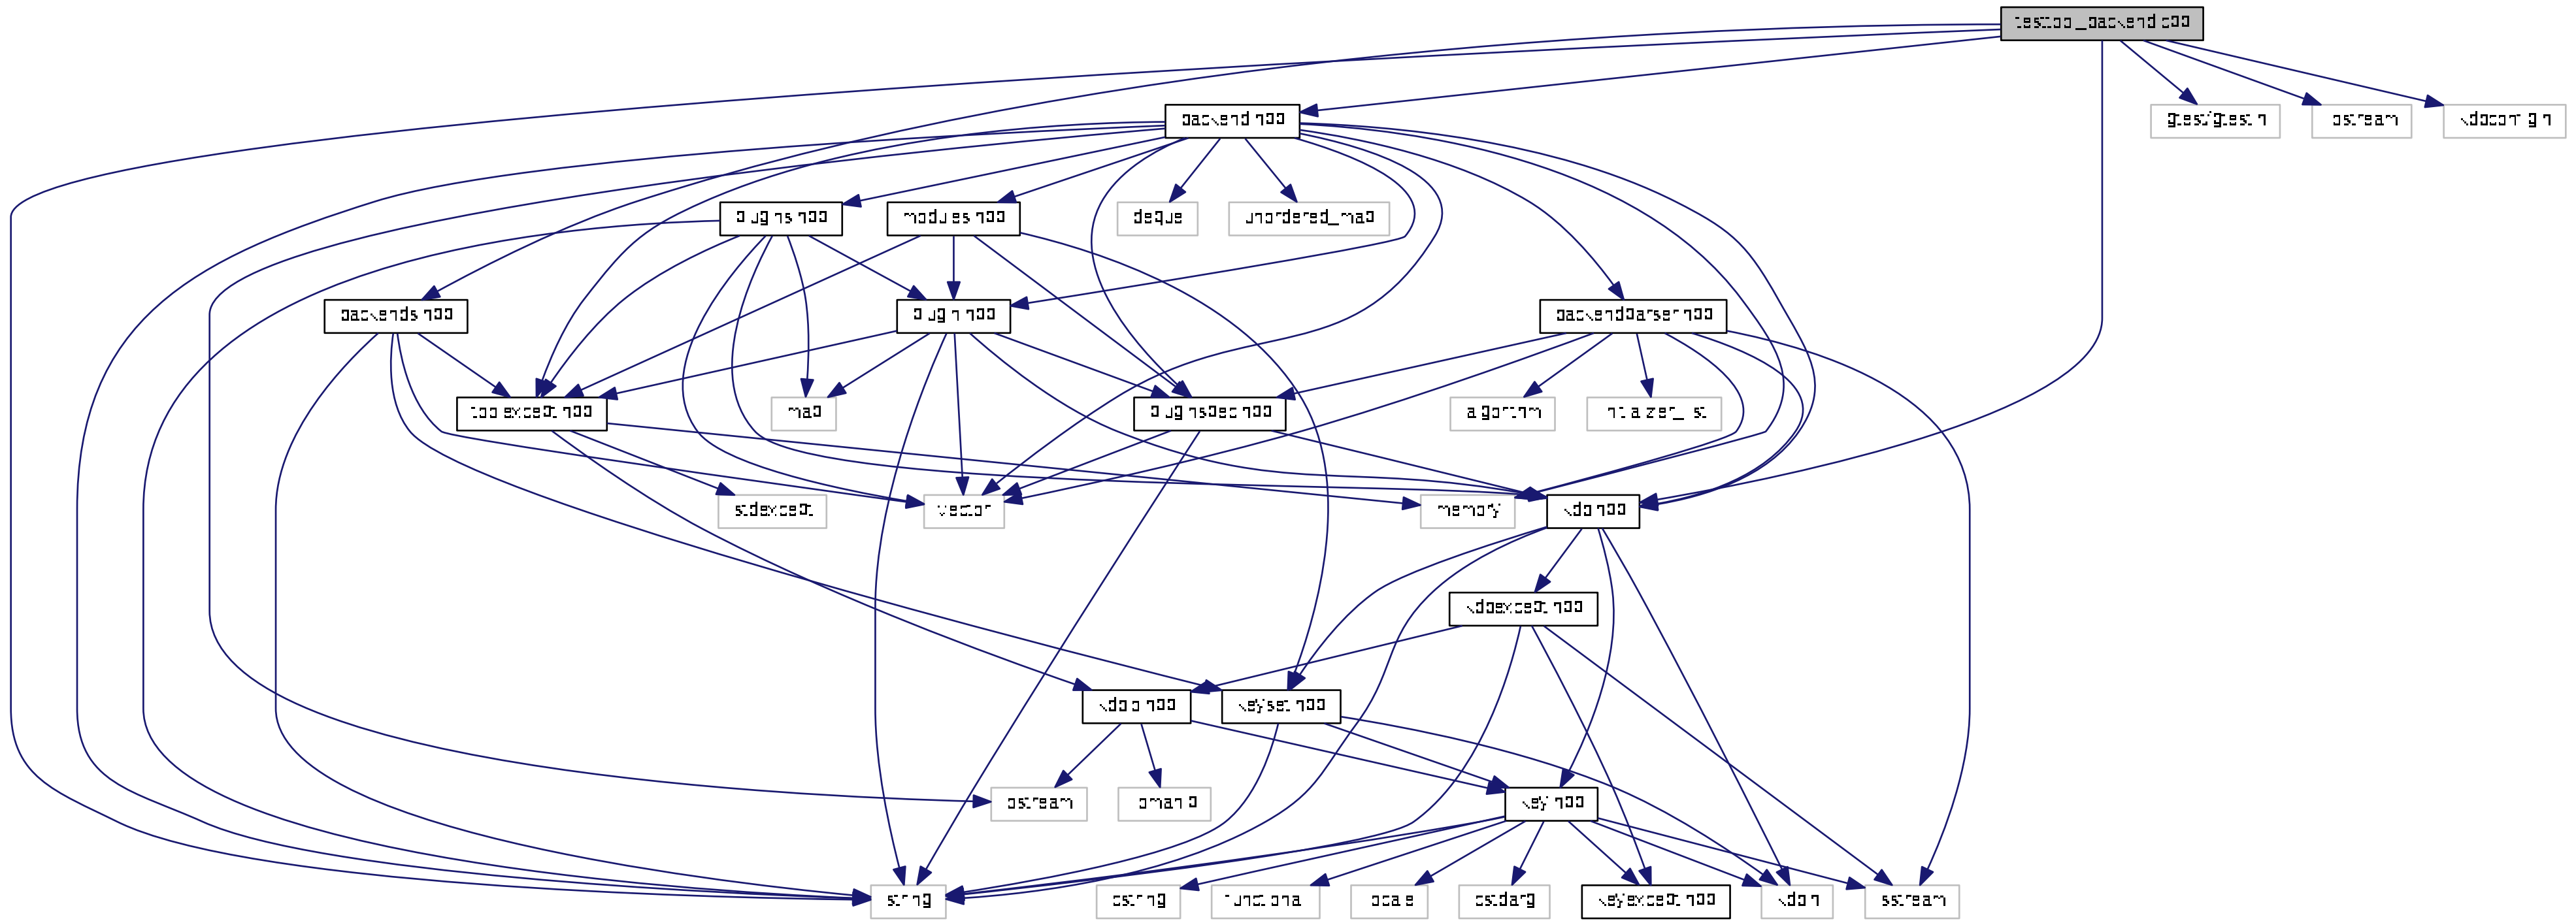 testtool_backend.cpp
backend.hpp
gtest/gtest.h
iostream
kdbconfig.h
plugins.hpp
modules.hpp
deque
unordered_map
backends.hpp
plugin.hpp
backendparser.hpp
toolexcept.hpp
map
pluginspec.hpp
algorithm
initializer_list
stdexcept
vector
memory
kdb.hpp
kdbexcept.hpp
kdbio.hpp
keyset.hpp
ostream
iomanip
key.hpp
string
cstring
functional
locale
cstdarg
keyexcept.hpp
kdb.h
sstream